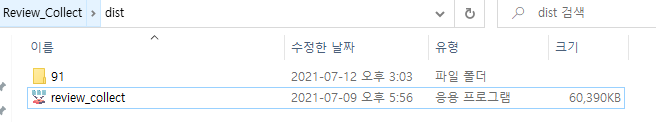 Review_Collect > dist
dist 검색
이름 수정한 날짜 유형 크기
91 2021-07-12 오후 3:03 파일 폴더
review_collect 2021-07-09 오후 5:56 응용 프로그램 60,390KB